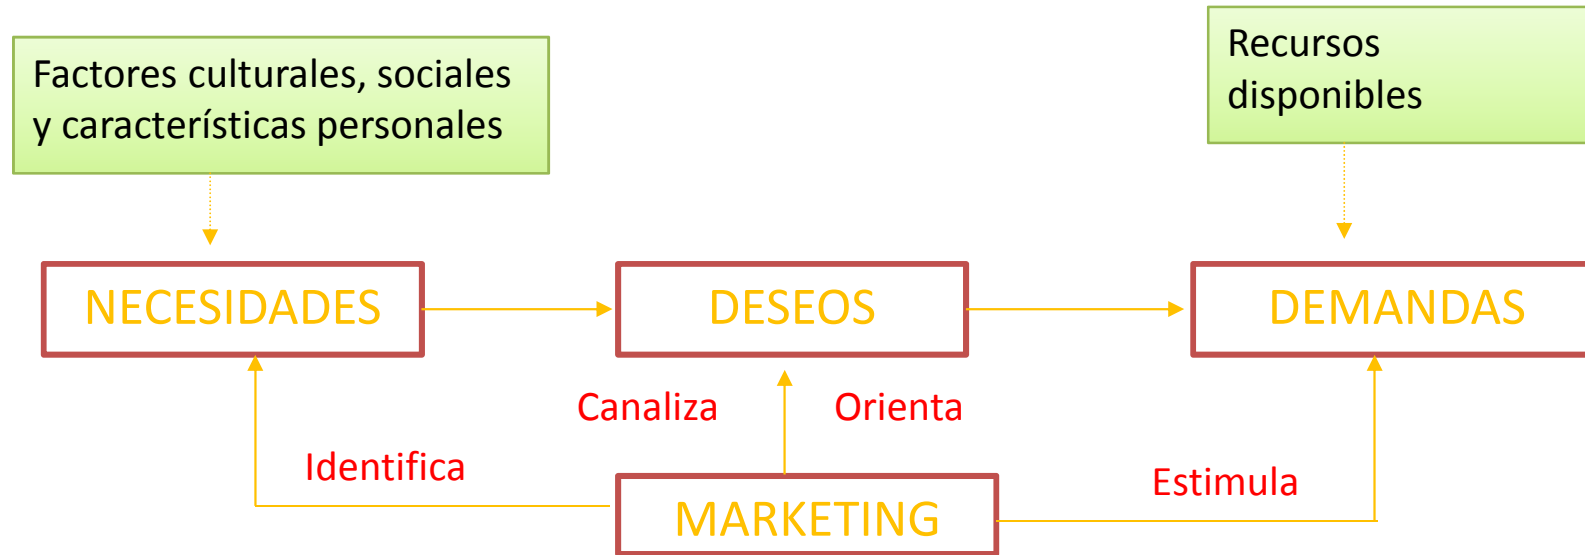 Factores culturales, sociales
y características personales
Recursos
disponibles
NECESIDADES
DESEOS
DEMANDAS
Canaliza
Orienta
Identifica
Estimula
MARKETING